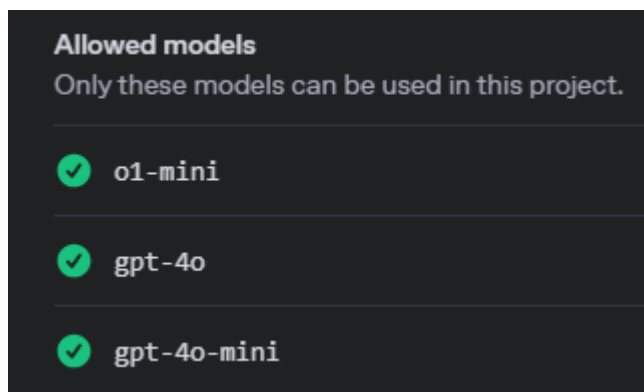 Allowed models
Only these models can be used in this project.
o1-mini
gpt-4o
gpt-4o-mini